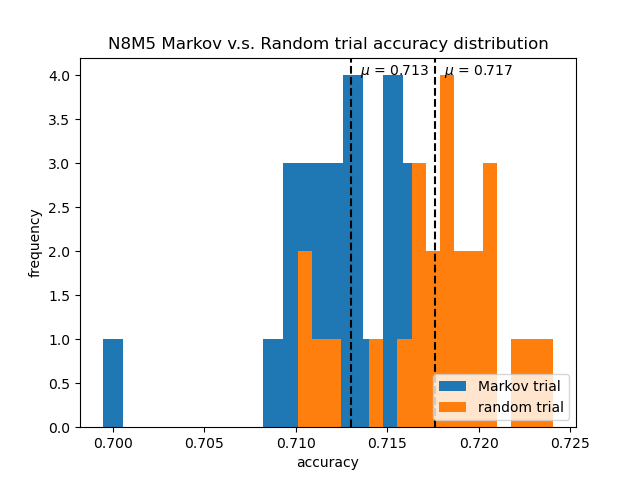 N8M5 Markov v.s. Random trial accuracy distribution
μ = 0.713
μ = 0.717
4.0
3.5
3.0
2.5
2.0
1.5
1.0
0.5
0.0
frequency
Markov trial
random trial
0.700
0.705
0.710
0.715
0.720
0.725
accuracy